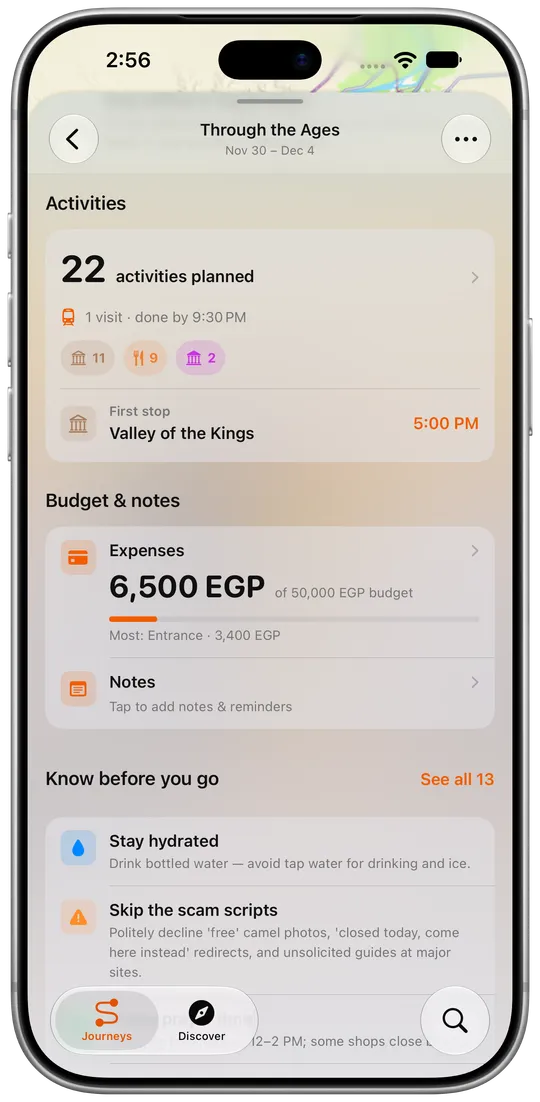 2:56
Through the Ages
Nov 30 – Dec 4
Activities
22 activities planned
1 visit · done by 9:30 PM
11 9 2
First stop
Valley of the Kings
5:00 PM
Budget & notes
Expenses
6,500 EGP of 50,000 EGP budget
Most: Entrance · 3,400 EGP
Notes
Tap to add notes & reminders
Know before you go
See all 13
Stay hydrated
Drink bottled water — avoid tap water for drinking and ice.
Skip the scam scripts
Politely decline 'free' camel photos, 'closed today, come
here instead' redirects, and unsolicited guides at major
sites.
12–2 PM; some shops close
Journeys
Discover